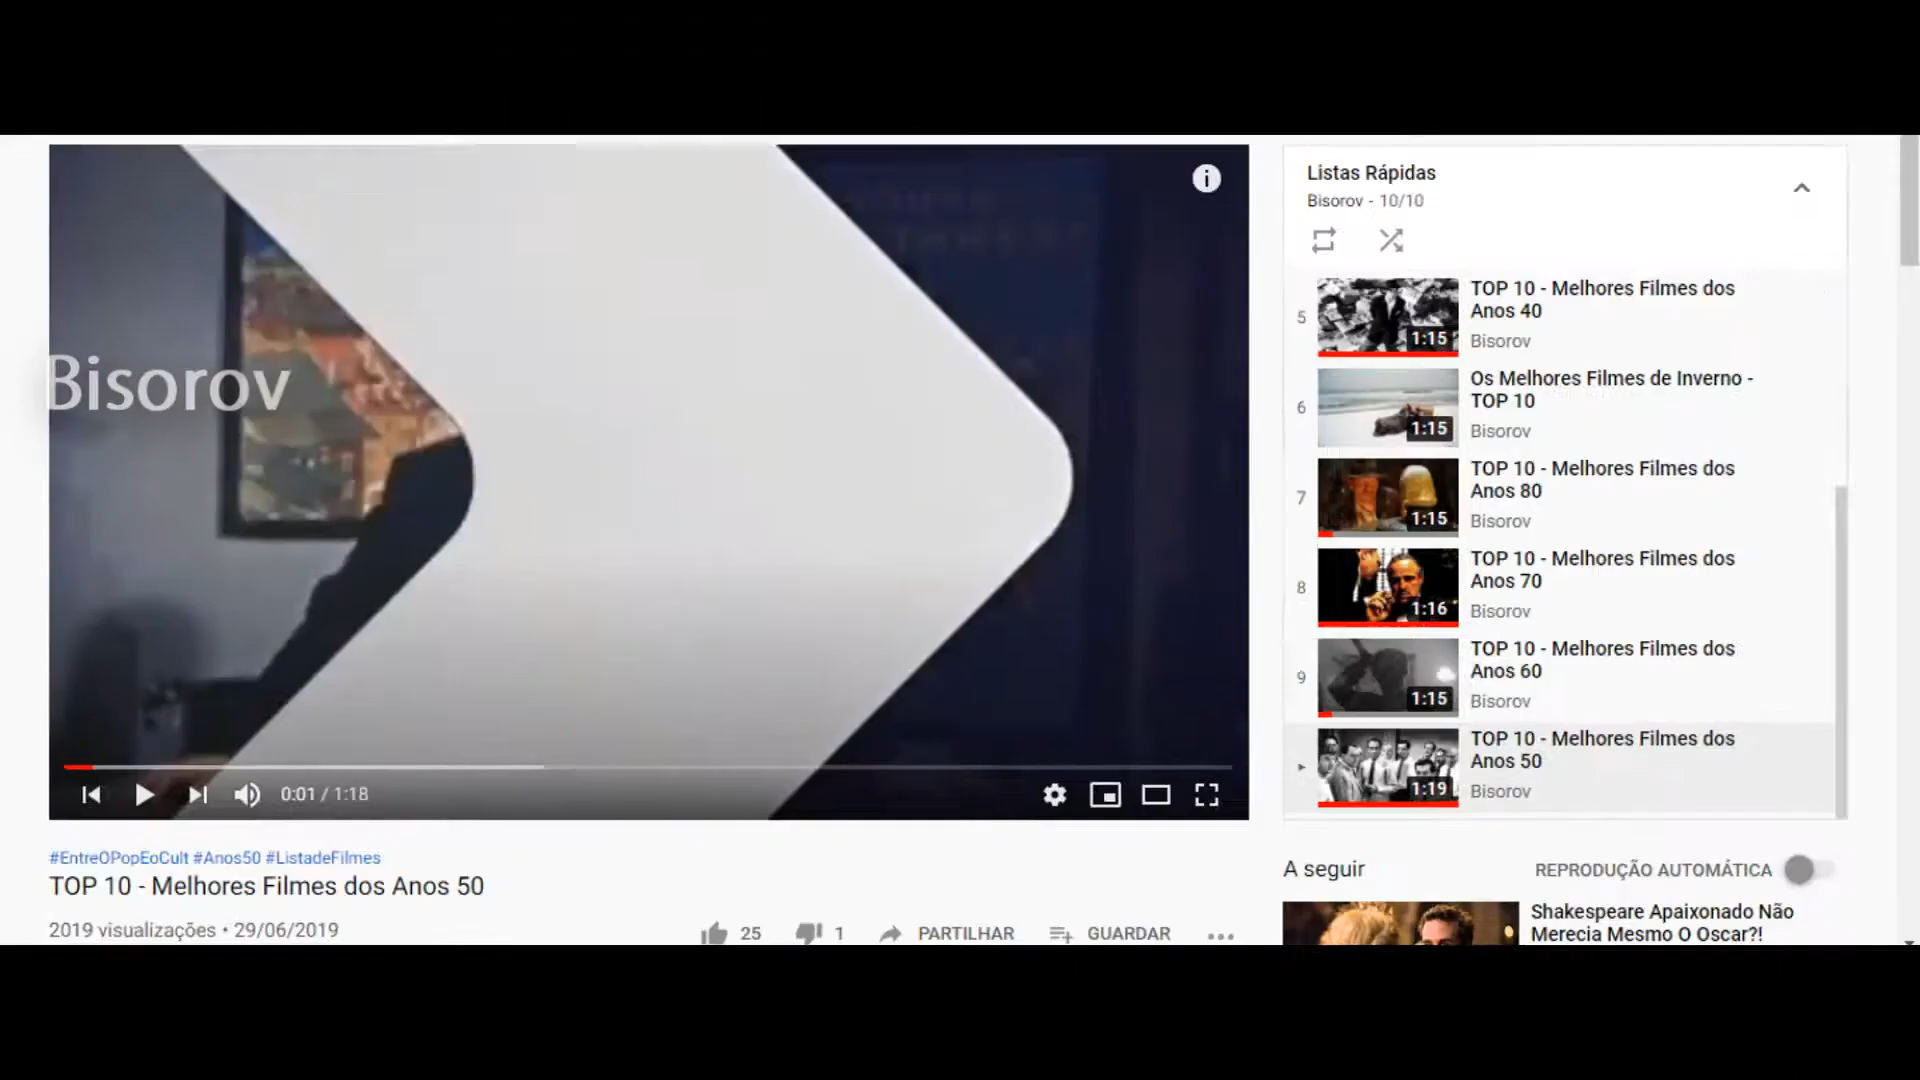 Bisorov
0:01 / 1:18
#EntreOPopEoCult #Anos50 #ListadeFilmes
TOP 10 - Melhores Filmes dos Anos 50
2019 visualizações • 29/06/2019
25
1
PARTILHAR
GUARDAR
Listas Rápidas
Bisorov - 10/10
5
1:15
TOP 10 - Melhores Filmes dos
Anos 40
Bisorov
6
1:15
Os Melhores Filmes de Inverno -
TOP 10
Bisorov
7
1:15
TOP 10 - Melhores Filmes dos
Anos 80
Bisorov
8
1:16
TOP 10 - Melhores Filmes dos
Anos 70
Bisorov
9
1:15
TOP 10 - Melhores Filmes dos
Anos 60
Bisorov
1:19
TOP 10 - Melhores Filmes dos
Anos 50
Bisorov
A seguir
REPRODUÇÃO AUTOMÁTICA
Shakespeare Apaixonado Não
Merecia Mesmo O Oscar?!